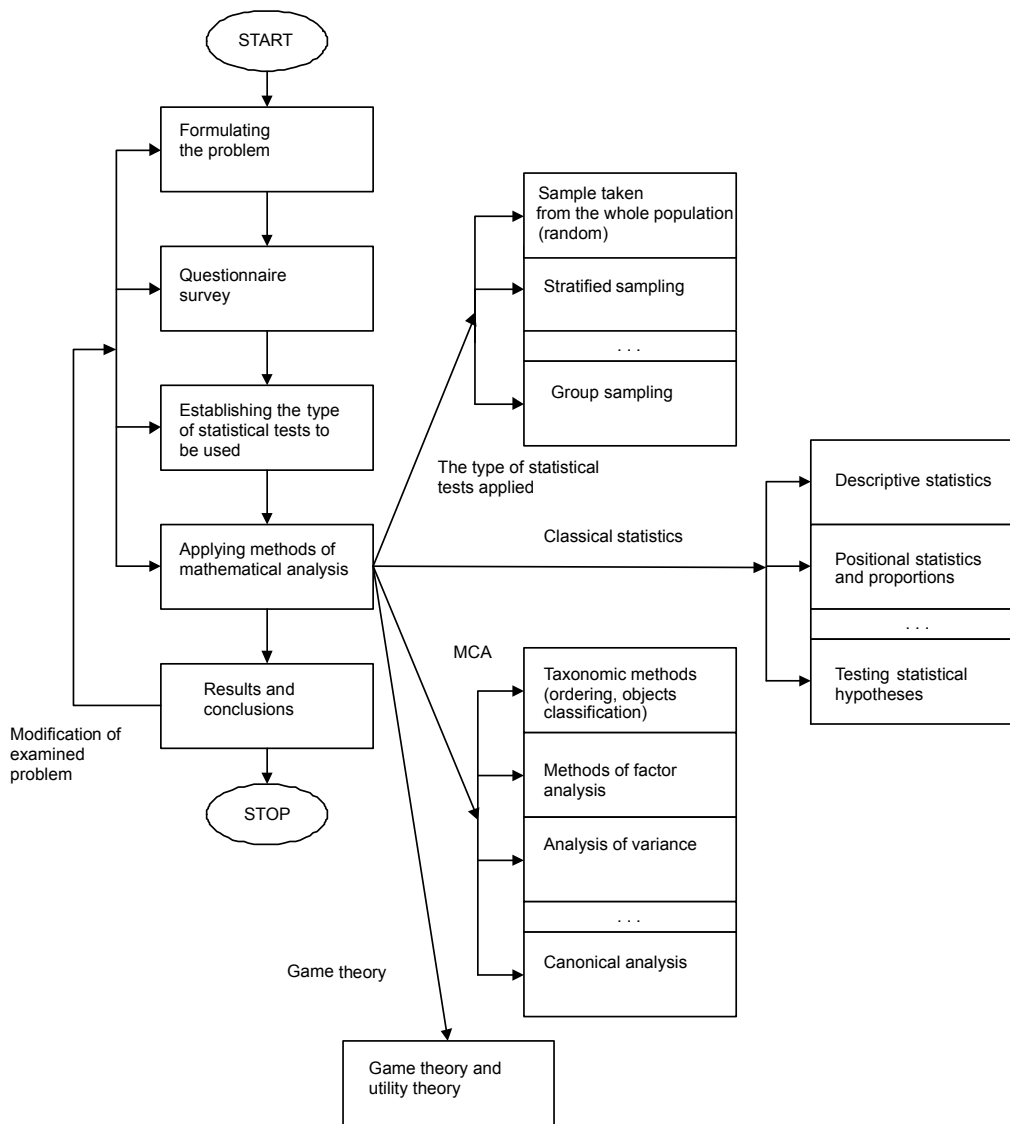 START
Formulating
the problem
Questionnaire
survey
Establishing the type
of statistical tests to
be used
Applying methods of
mathematical analysis
Results and
conclusions
STOP
Modification of
examined
problem
The type of statistical
tests applied
Sample taken
from the whole population
(random)
Stratified sampling
. . .
Group sampling
Classical statistics
Descriptive statistics
Positional statistics
and proportions
. . .
Testing statistical
hypotheses
MCA
Taxonomic methods
(ordering, objects
classification)
Methods of factor
analysis
Analysis of variance
. . .
Canonical analysis
Game theory
Game theory and
utility theory